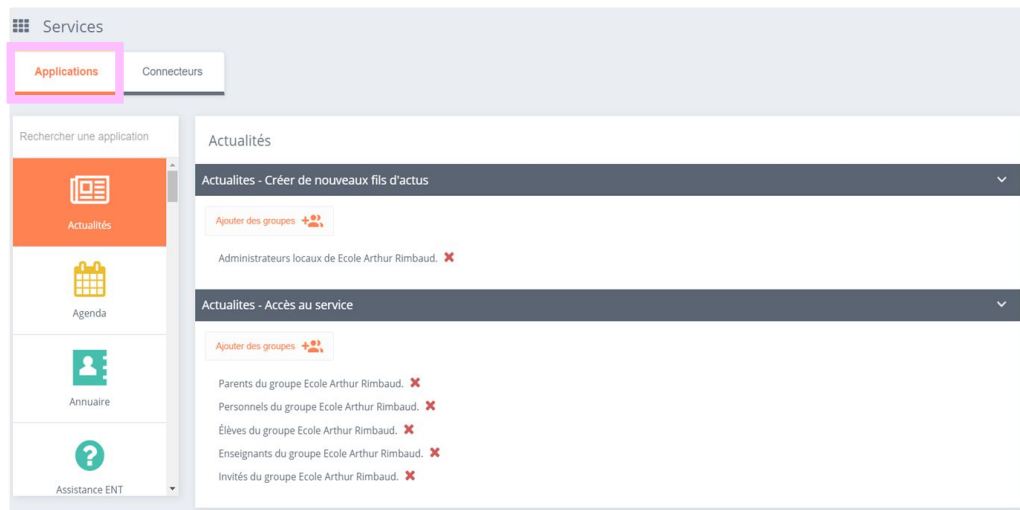 Services
Applications
Connecteurs
Rechercher une application
Actualités
Agenda
Annuaire
Assistance ENT
Actualités
Actualites - Créer de nouveaux fils d'actus
Ajouter des groupes
Administrateurs locaux de Ecole Arthur Rimbaud.
Actualites - Accès au service
Ajouter des groupes
Parents du groupe Ecole Arthur Rimbaud.
Personnels du groupe Ecole Arthur Rimbaud.
Élèves du groupe Ecole Arthur Rimbaud.
Enseignants du groupe Ecole Arthur Rimbaud.
Invités du groupe Ecole Arthur Rimbaud.